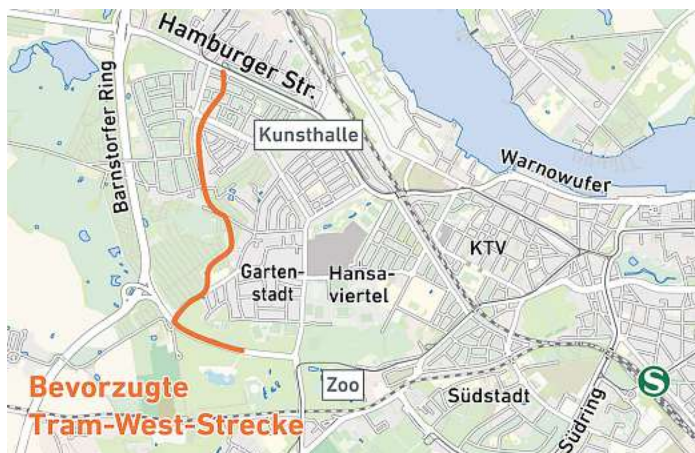 Hamburger Str.
Barnstorfer Ring
Kunsthalle
Warnowufer
Garten-
stadt
Hansa-
viertel
KTV
Bevorzugte
Tram-West-Strecke
Zoo
Südstadt
Südring
S